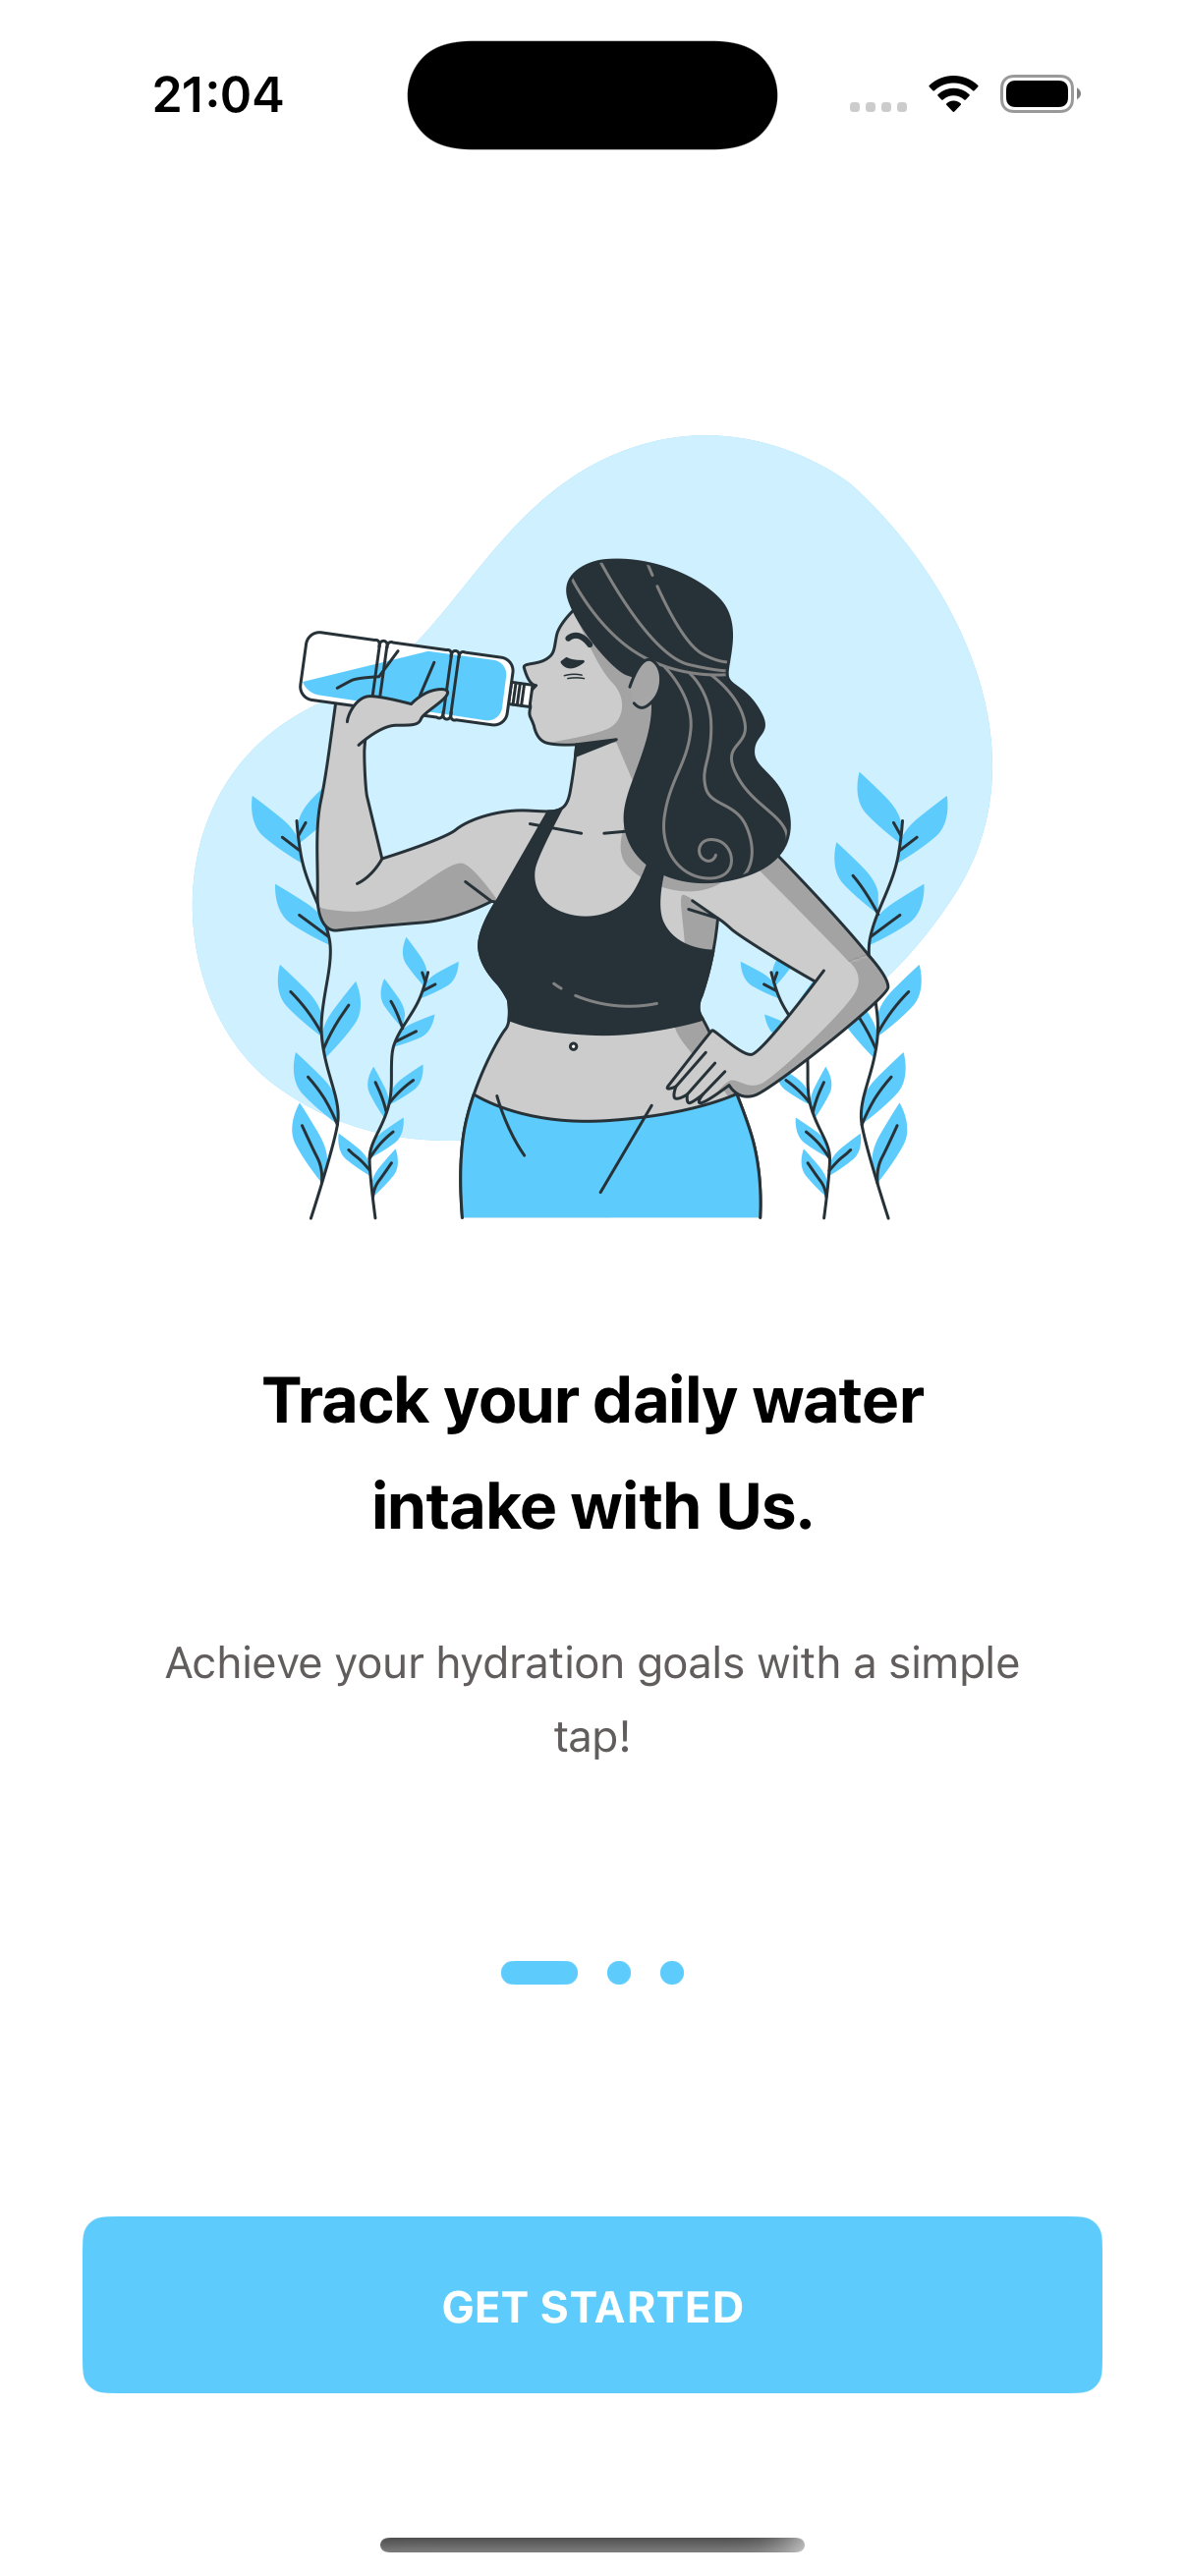 21:04
Track your daily water
intake with Us.
Achieve your hydration goals with a simple
tap!
GET STARTED